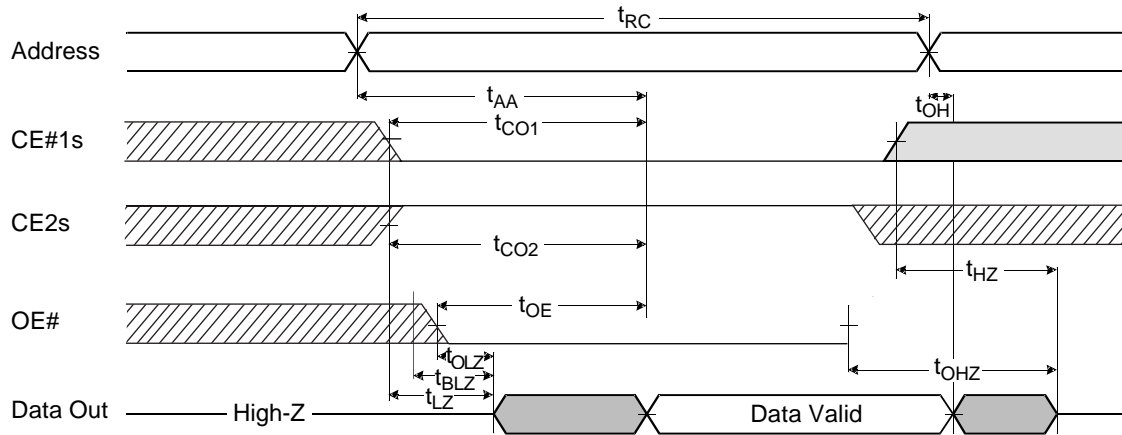 tRC
Address
tAA
tOH
CE#1s
tCO1
CE2s
tCO2
tHZ
OE#
tOE
tOLZ
tBLZ
tOHZ
tLZ
Data Out
High-Z
Data Valid